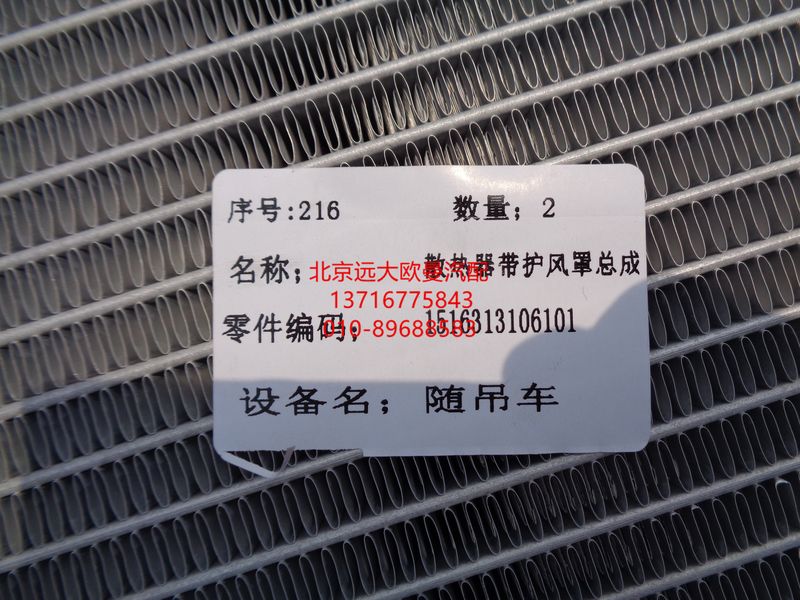 序号:216 数量；2
名称； 散热器带护风罩总成
北京远大欧曼汽配
13716775843
010-89688583
零件编码； 1516313106101
设备名； 随吊车